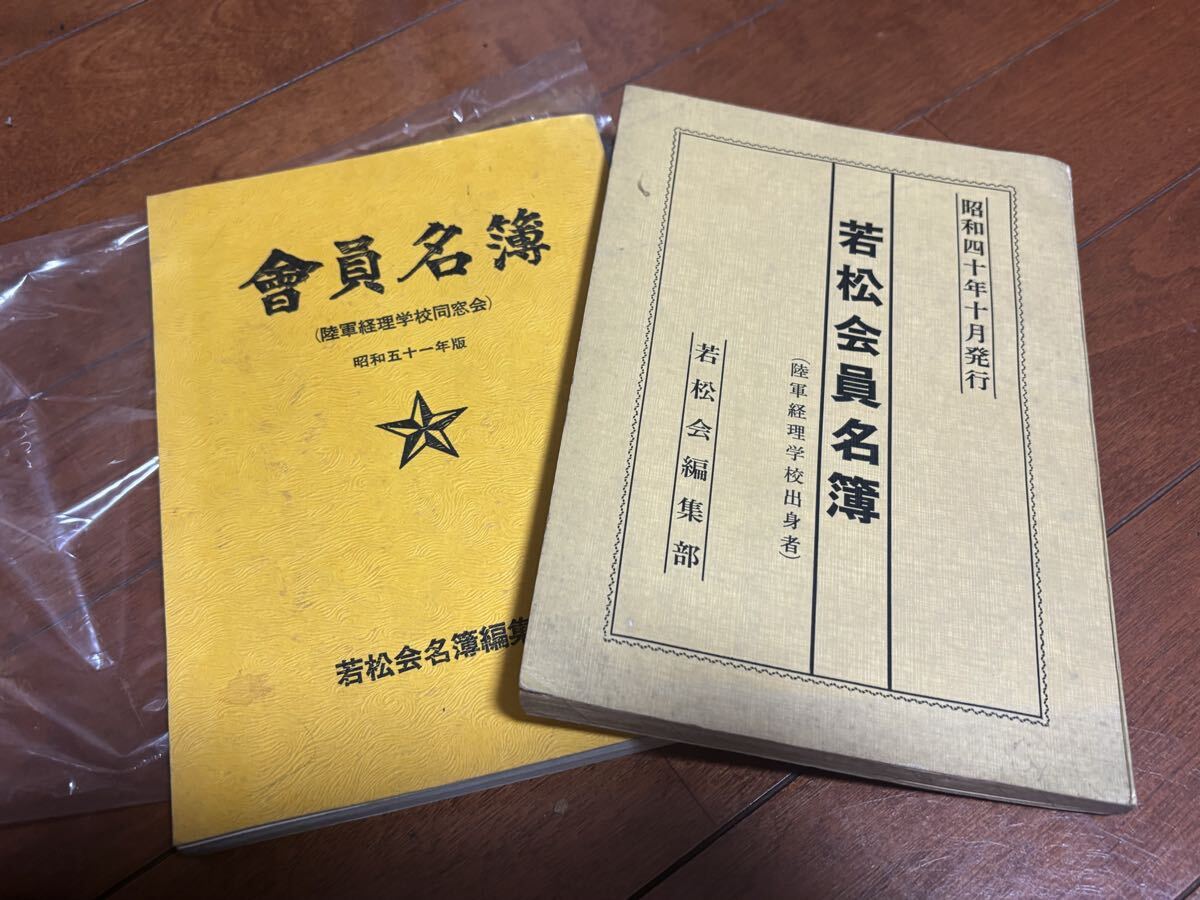 會員名簿
（陸軍経理学校同窓会）
昭和五十一年版
若松会名簿編集
昭和四十年十月発行
若松会員名簿
（陸軍経理学校出身者）
若松会編集部